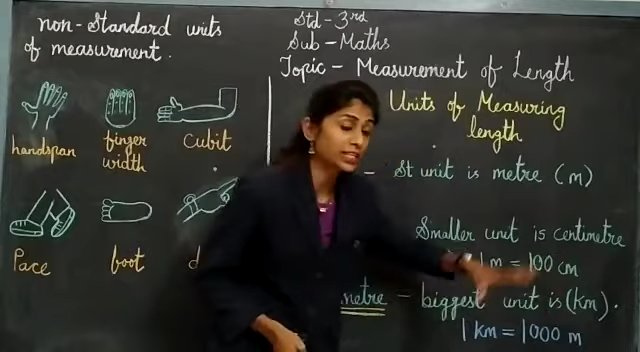 non-Standard units
of measurement.
handspan
finger
width
Cubit
Pace
foot
Std - 3rd
Sub - Maths
Topic - Measurement of Length
Units of Measuring
length
- St unit is metre (m)
Smaller unit is centimetre
1 m = 100 cm
metre - biggest unit is (km).
1 km = 1000 m